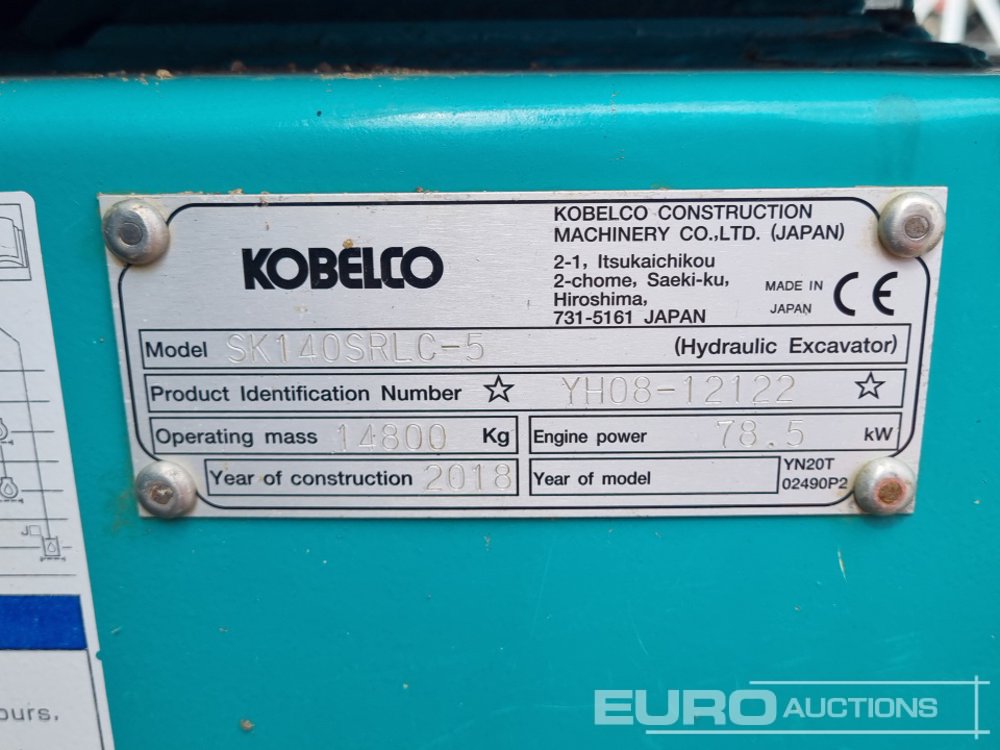 KOBELCO
KOBELCO CONSTRUCTION
MACHINERY CO.,LTD. (JAPAN)
2-1, Itsukaichikou
2-chome, Saeki-ku,
Hiroshima,
731-5161 JAPAN
MADE IN
JAPAN
CE
Model SK140SRLC-5 (Hydraulic Excavator)
Product Identification Number ☆ YH08-12122 ☆
Operating mass 14800 Kg
Engine power 78.5 kW
Year of construction 2018
Year of model
YN20T
02490P2
J
ours.
EURO AUCTIONS